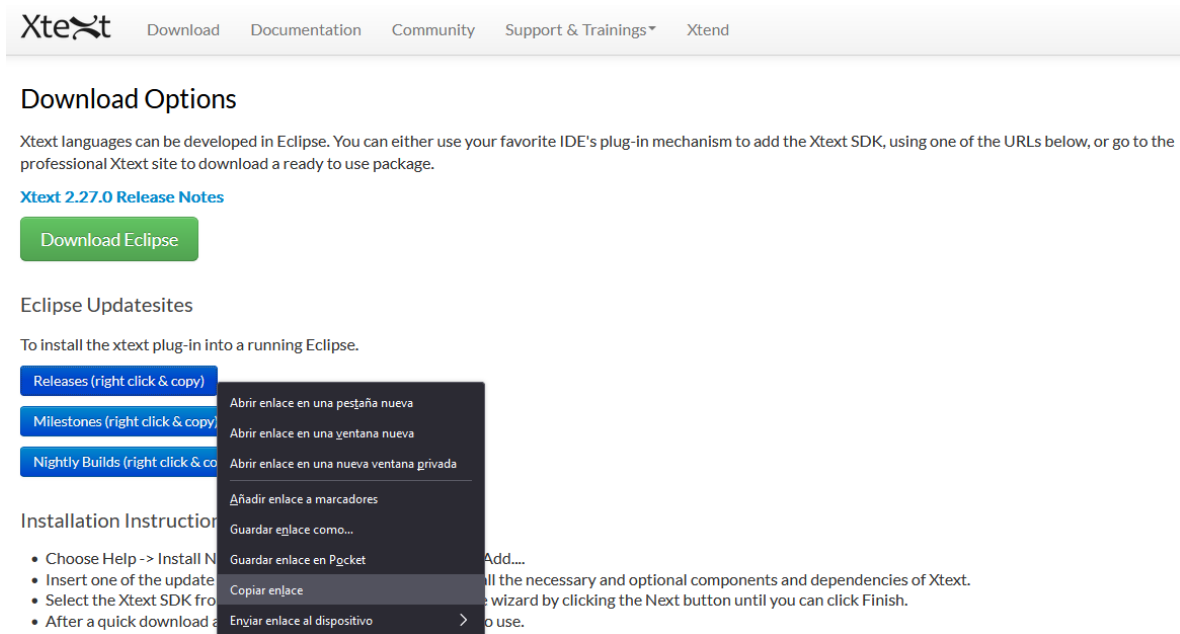 Xtext Download Documentation Community Support & Trainings Xtend
Download Options
Xtext languages can be developed in Eclipse. You can either use your favorite IDE's plug-in mechanism to add the Xtext SDK, using one of the URLs below, or go to the
professional Xtext site to download a ready to use package.
Xtext 2.27.0 Release Notes
Download Eclipse
Eclipse Updatesites
To install the xtext plug-in into a running Eclipse.
Releases (right click & copy)
Milestones (right click & copy)
Nightly Builds (right click & co
Abrir enlace en una pestaña nueva
Abrir enlace en una ventana nueva
Abrir enlace en una nueva ventana privada
Añadir enlace a marcadores
Guardar enlace como...
Guardar enlace en Pocket
Copiar enlace
Enviar enlace al dispositivo
Installation Instruction
• Choose Help -> Install N Add....
• Insert one of the update ll the necessary and optional components and dependencies of Xtext.
• Select the Xtext SDK fro wizard by clicking the Next button until you can click Finish.
• After a quick download a o use.